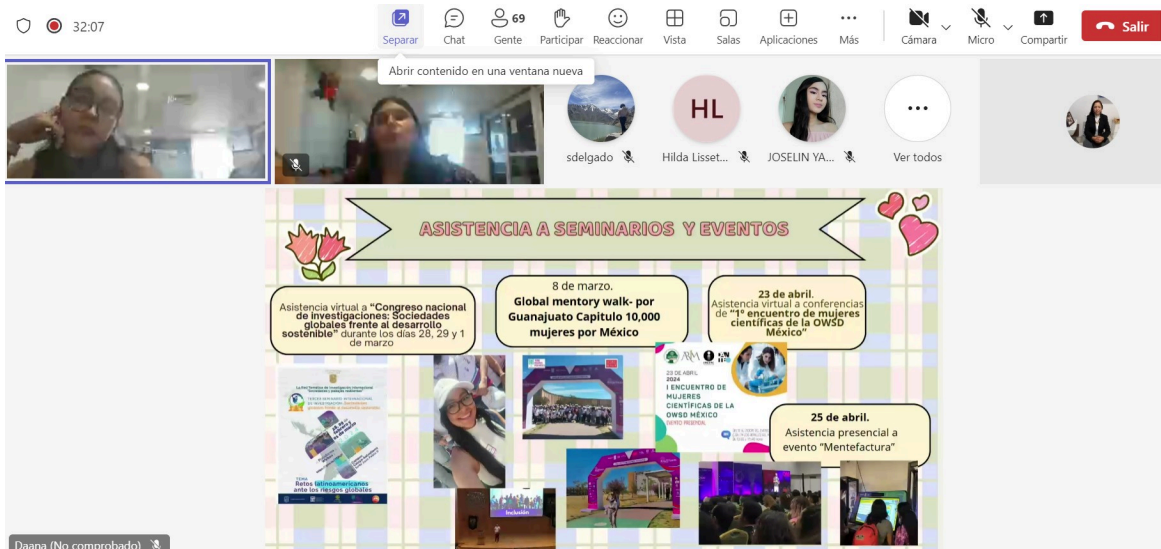 32:07
Separar
Chat
69
Gente
Participar
Reaccionar
Vista
Salas
Aplicaciones
Más
Cámara
Micro
Compartir
Salir
Abrir contenido en una ventana nueva
sdelgado
HL
Hilda Lisset...
JOSELIN YA...
Ver todos
ASISTENCIA A SEMINARIOS Y EVENTOS
Asistencia virtual a “Congreso nacional
de investigaciones: Sociedades
globales frente al desarrollo
sostenible” durante los días 28, 29 y 1
de marzo
8 de marzo.
Global mentory walk- por
Guanajuato Capitulo 10,000
mujeres por México
23 de abril.
Asistencia virtual a conferencias
de “1° encuentro de mujeres
científicas de la OWSD
México”
23 DE ABRIL
2024
I ENCUENTRO DE
MUJERES
CIENTÍFICAS DE LA
OWSD MÉXICO
EVENTO PRESENCIAL
25 de abril.
Asistencia presencial a
evento “Mentefactura”
TEMA
Retos latinoamericanos
ante los riesgos globales
Inclusión
Daana (No comprobado)